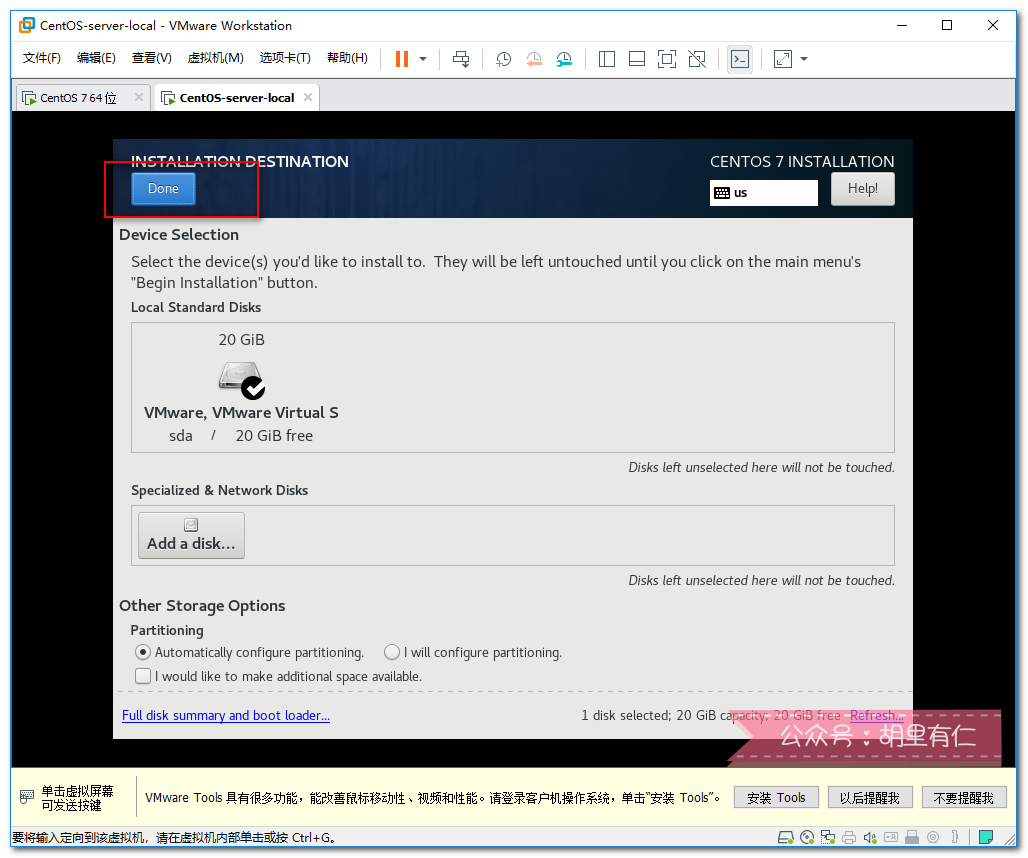 CentOS-server-local - VMware Workstation
文件(F) 编辑(E) 查看(V) 虚拟机(M) 选项卡(T) 帮助(H)
CentOS 7 64 位 CentOS-server-local
INSTALLATION DESTINATION
CENTOS 7 INSTALLATION
Done
us
Help!
Device Selection
Select the device(s) you'd like to install to. They will be left untouched until you click on the main menu's
"Begin Installation" button.
Local Standard Disks
20 GiB
VMware, VMware Virtual S
sda / 20 GiB free
Disks left unselected here will not be touched.
Specialized & Network Disks
Add a disk...
Disks left unselected here will not be touched.
Other Storage Options
Partitioning
Automatically configure partitioning. I will configure partitioning.
I would like to make additional space available.
Full disk summary and boot loader...
1 disk selected; 20 GiB capacity; 20 GiB free Refresh...
公众号：胡里有仁
单击虚拟屏幕
可发送按键
VMware Tools 具有很多功能，能改善鼠标移动性、视频和性能。请登录客户机操作系统，单击“安装 Tools”。
安装 Tools
以后提醒我
不要提醒我
要将输入定向到该虚拟机，请在虚拟机内部单击或按 Ctrl+G。